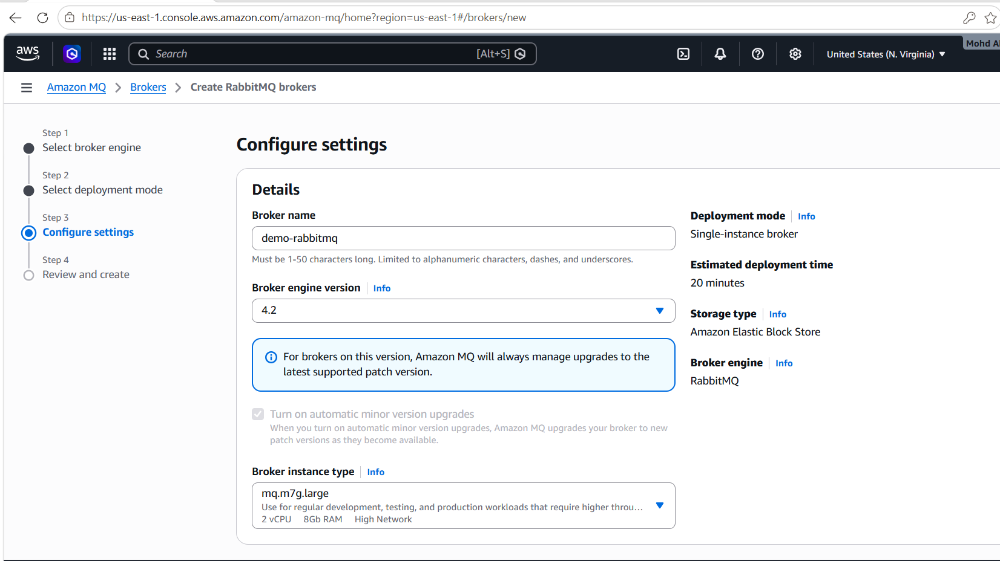 https://us-east-1.console.aws.amazon.com/amazon-mq/home?region=us-east-1#/brokers/new
aws
Search
[Alt+S]
United States (N. Virginia)
Mohd A
Amazon MQ
Brokers
Create RabbitMQ brokers
Step 1
Select broker engine
Step 2
Select deployment mode
Step 3
Configure settings
Step 4
Review and create
Configure settings
Details
Broker name
demo-rabbitmq
Must be 1-50 characters long. Limited to alphanumeric characters, dashes, and underscores.
Broker engine version Info
4.2
For brokers on this version, Amazon MQ will always manage upgrades to the
latest supported patch version.
Turn on automatic minor version upgrades
When you turn on automatic minor version upgrades, Amazon MQ upgrades your broker to new
patch versions as they become available.
Broker instance type Info
mq.m7g.large
Use for regular development, testing, and production workloads that require higher throu...
2 vCPU 8Gb RAM High Network
Deployment mode Info
Single-instance broker
Estimated deployment time
20 minutes
Storage type Info
Amazon Elastic Block Store
Broker engine Info
RabbitMQ